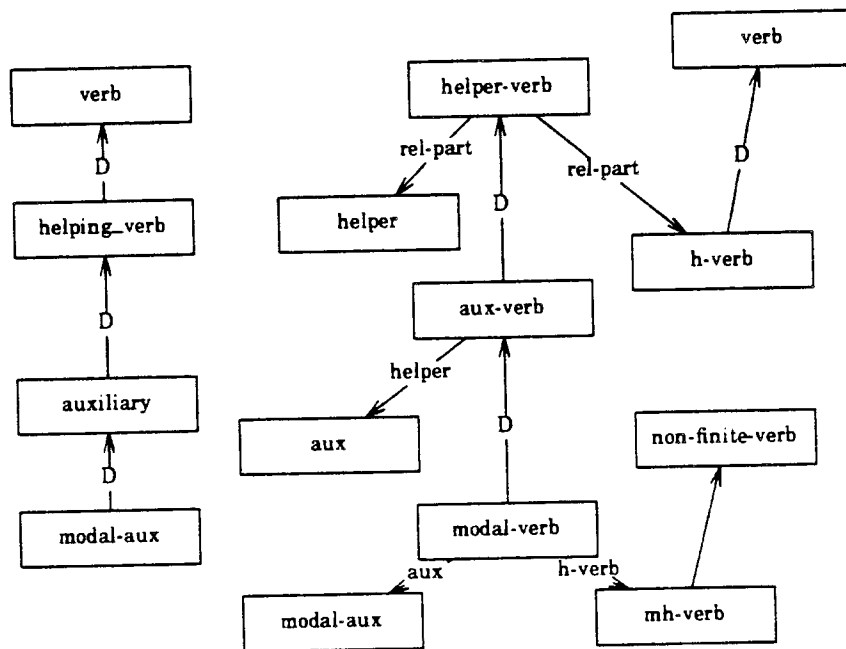 verb
verb
helper-verb
D
rel-part
D
rel-part
D
helping_verb
helper
h-verb
aux-verb
D
helper
auxiliary
D
aux
non-finite-verb
D
modal-aux
modal-verb
aux
h-verb
modal-aux
mh-verb